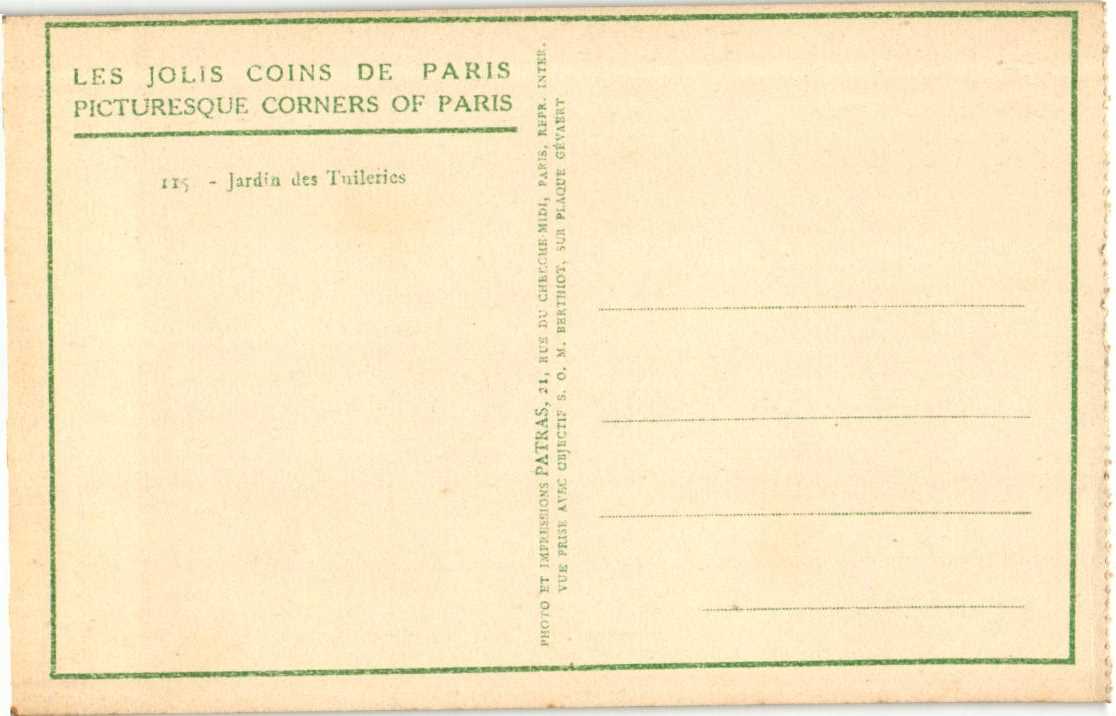 LES JOLIS COINS DE PARIS
PICTURESQUE CORNERS OF PARIS
115 - Jardin des Tuileries
PHOTO ET IMPRESSIONS PATRAS, 21, RUE DU CHERCHE-MIDI, PARIS, REPR. INTER.
VUE PRISE AVEC OBJECTIF S. O. M. BERTHIOT, SUR PLAQUE GÉVAERT